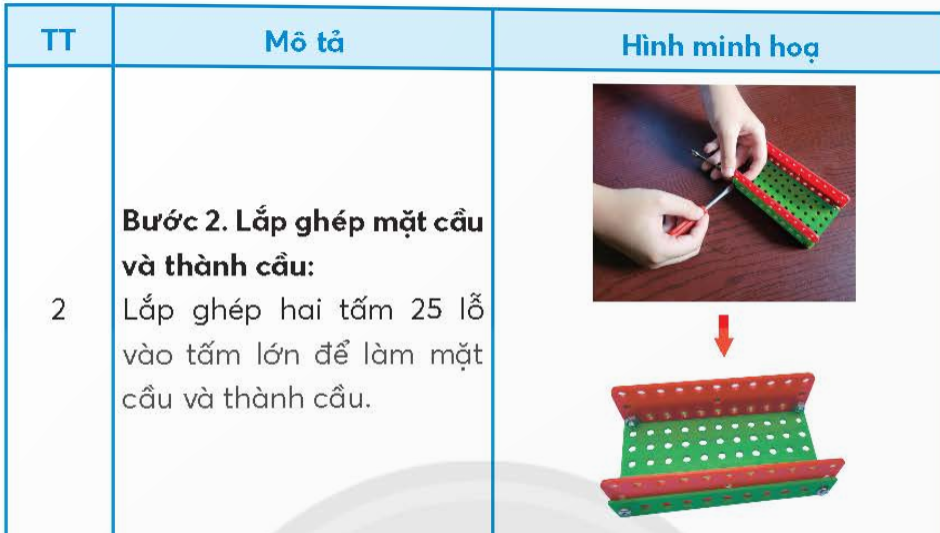 TT
Mô tả
Hình minh hoạ
2
Bước 2. Lắp ghép mặt cầu
và thành cầu:
Lắp ghép hai tấm 25 lỗ
vào tấm lớn để làm mặt
cầu và thành cầu.